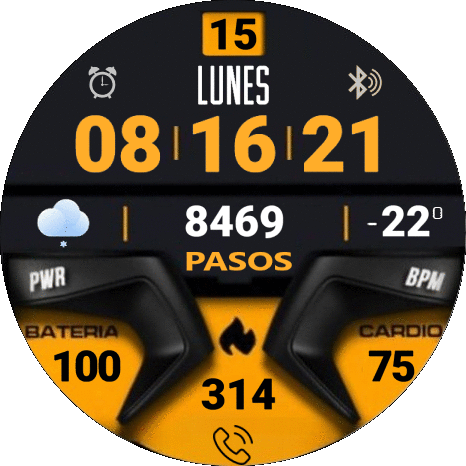 15
LUNES
08 16 21
8469 -22°
PASOS
PWR BPM
BATERIA CARDIO
100 75
314